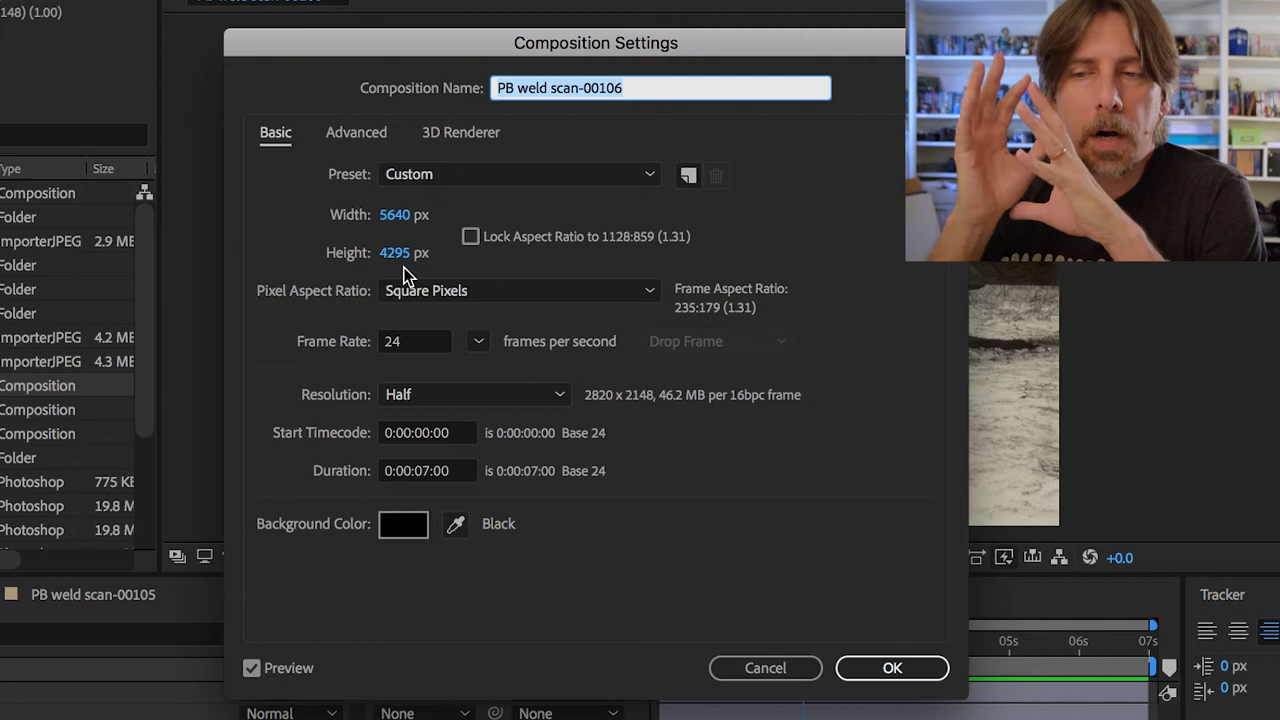 148) (1.00)
Composition Settings
Composition Name: PB weld scan-00106
Basic Advanced 3D Renderer
Preset: Custom
Width: 5640 px
Lock Aspect Ratio to 1128:859 (1.31)
Height: 4295 px
Pixel Aspect Ratio: Square Pixels
Frame Aspect Ratio:
235:179 (1.31)
Frame Rate: 24 frames per second Drop Frame
Resolution: Half 2820 x 2148, 46.2 MB per 16bpc frame
Start Timecode: 0:00:00:00 is 0:00:00:00 Base 24
Duration: 0:00:07:00 is 0:00:07:00 Base 24
Background Color: Black
Preview Cancel OK
Type Size
Composition
Folder
mporterJPEG 2.9 M
Folder
Folder
Folder
mporterJPEG 4.2 M
mporterJPEG 4.3 M
Composition
Composition
Composition
Folder
Photoshop 775 KE
Photoshop 19.8 M
Photoshop 19.8 M
+0.0
PB weld scan-00105
Tracker
05s 06s 07s
0 px
0 px
Normal None None